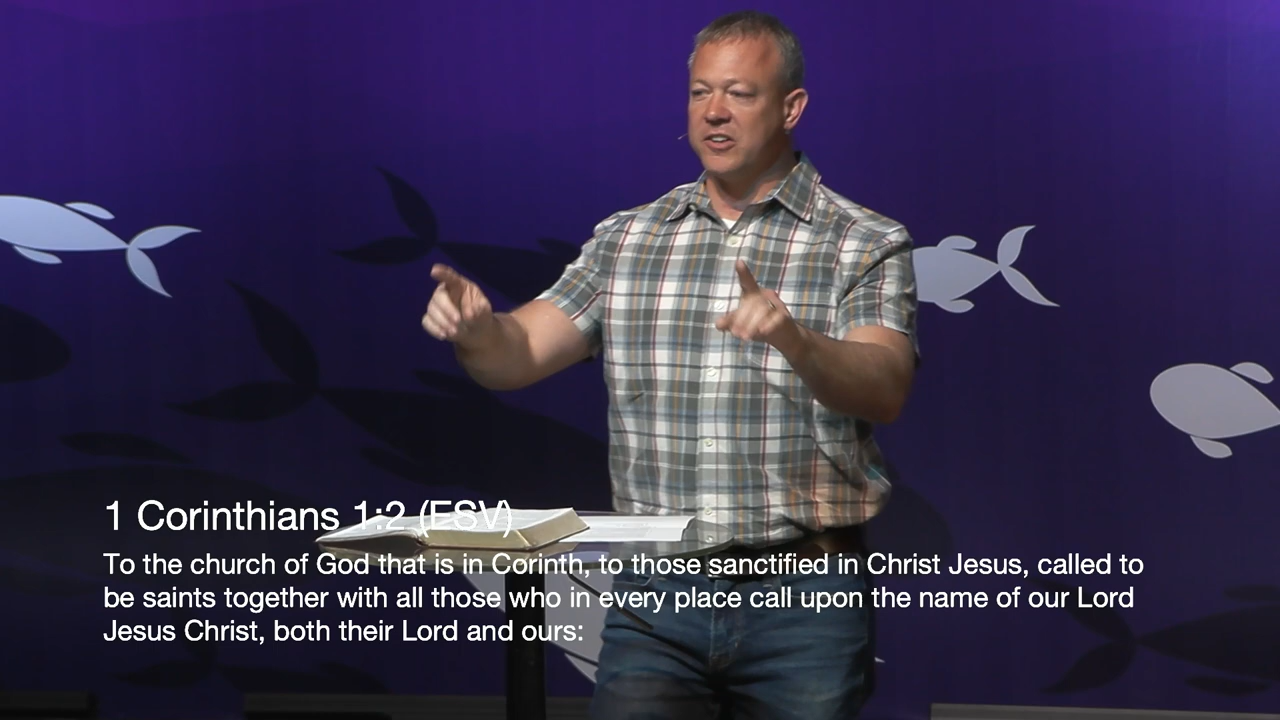 1 Corinthians 1:2 (ESV)
To the church of God that is in Corinth, to those sanctified in Christ Jesus, called to
be saints together with all those who in every place call upon the name of our Lord
Jesus Christ, both their Lord and ours: